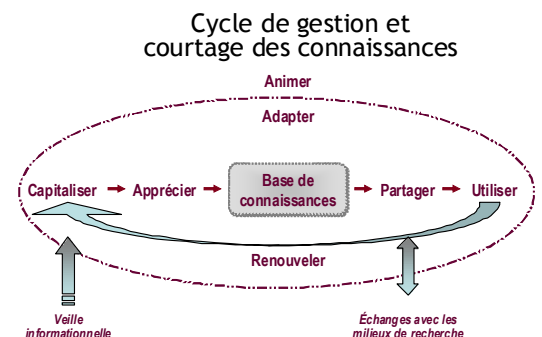 Cycle de gestion et
courtage des connaissances
Animer
Adapter
Capitaliser
Apprécier
Base de
connaissances
Partager
Utiliser
Renouveler
Veille
informationnelle
Échanges avec les
milieux de recherche